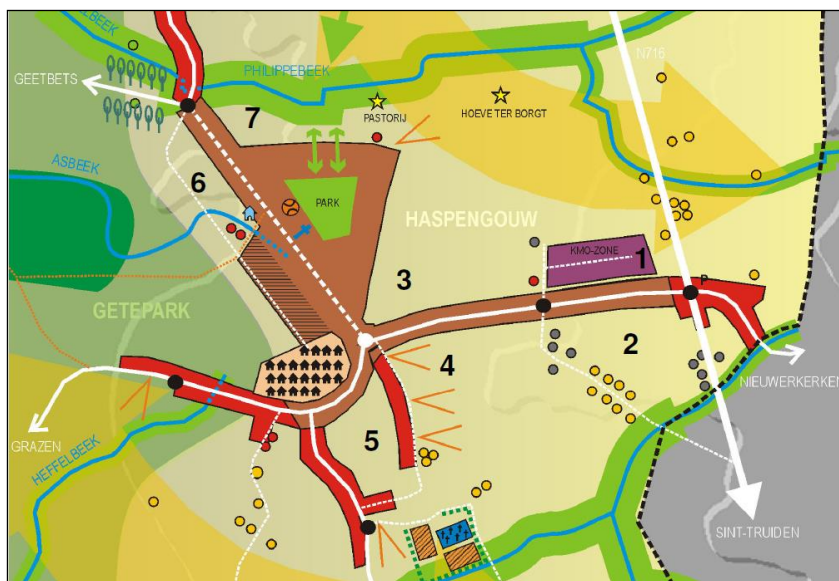 ELBEEK
N716
GEETBETS
PHILIPPEBEEK
7
PASTORIJ
HOEVE TER BORGT
ASBEEK
6
PARK
HASPENGOUW
KMO-ZONE
1
3
P
GETEPARK
4
2
NIEUWERKERKEN
5
GRAZEN
HEFFELBEEK
SINT-TRUIDEN